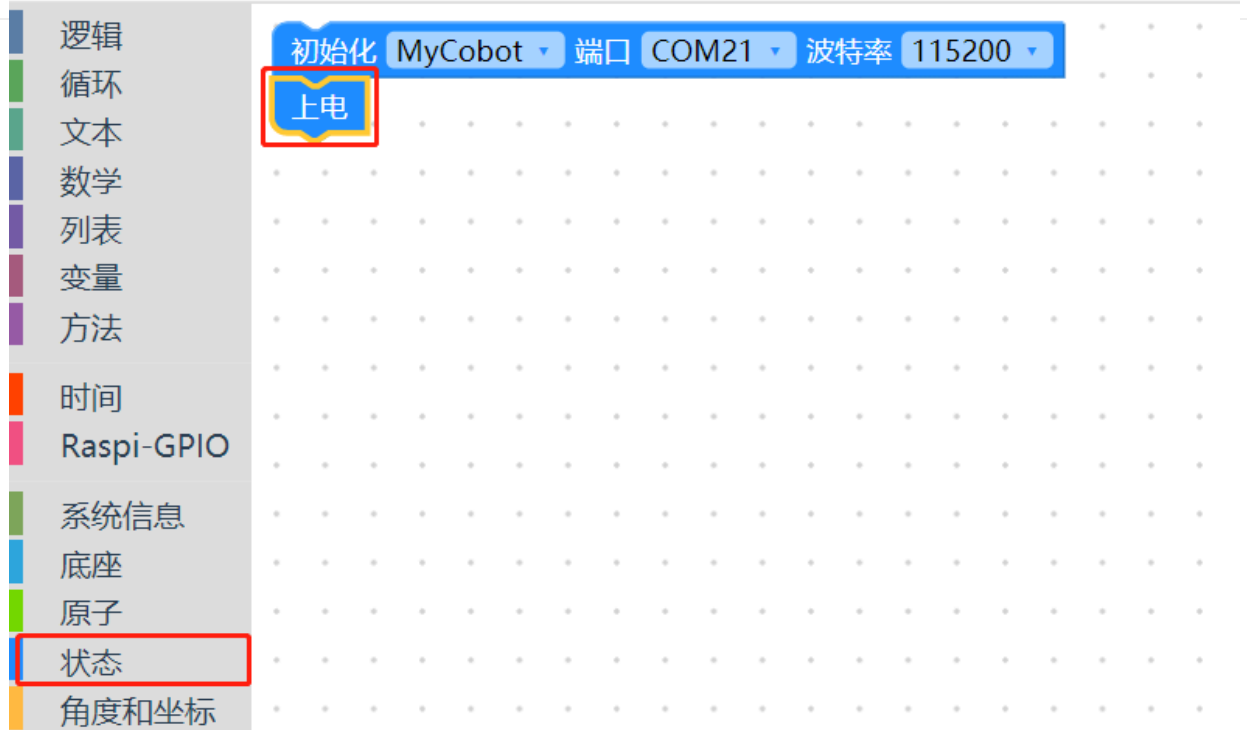 逻辑
循环
文本
数学
列表
变量
方法
时间
Raspi-GPIO
系统信息
底座
原子
状态
角度和坐标
初始化 MyCobot 端口 COM21 波特率 115200
上电